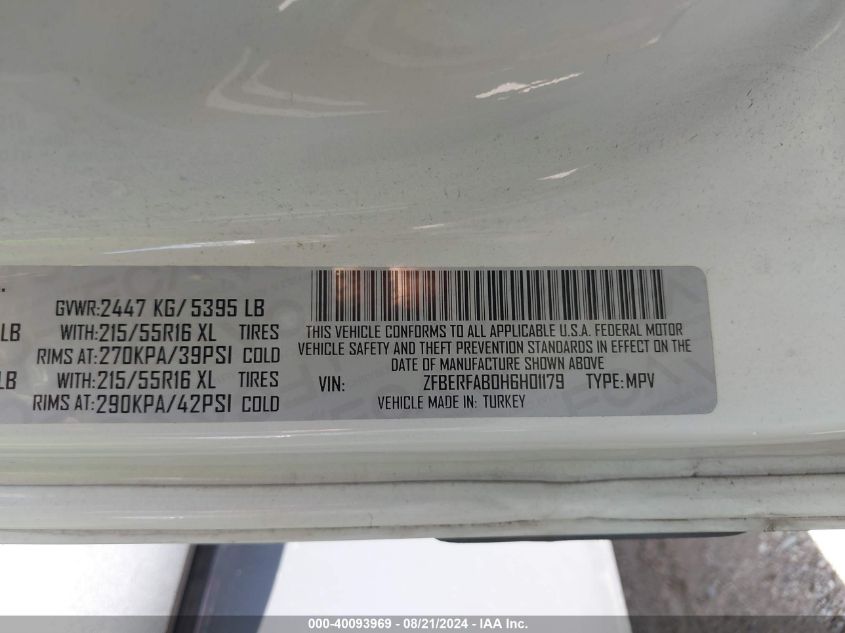 GVWR:2447 KG/ 5395 LB
LB WITH:215/55R16 XL TIRES
RIMS AT:270KPA/39PSI COLD
LB WITH:215/55R16 XL TIRES
RIMS AT:290KPA/42PSI COLD
THIS VEHICLE CONFORMS TO ALL APPLICABLE U.S.A. FEDERAL MOTOR
VEHICLE SAFETY AND THEFT PREVENTION STANDARDS IN EFFECT ON THE
DATE OF MANUFACTURE SHOWN ABOVE
VIN: ZFBERFAB0H6H01179 TYPE:MPV
VEHICLE MADE IN: TURKEY
000-40093969 - 08/21/2024 - IAA Inc.